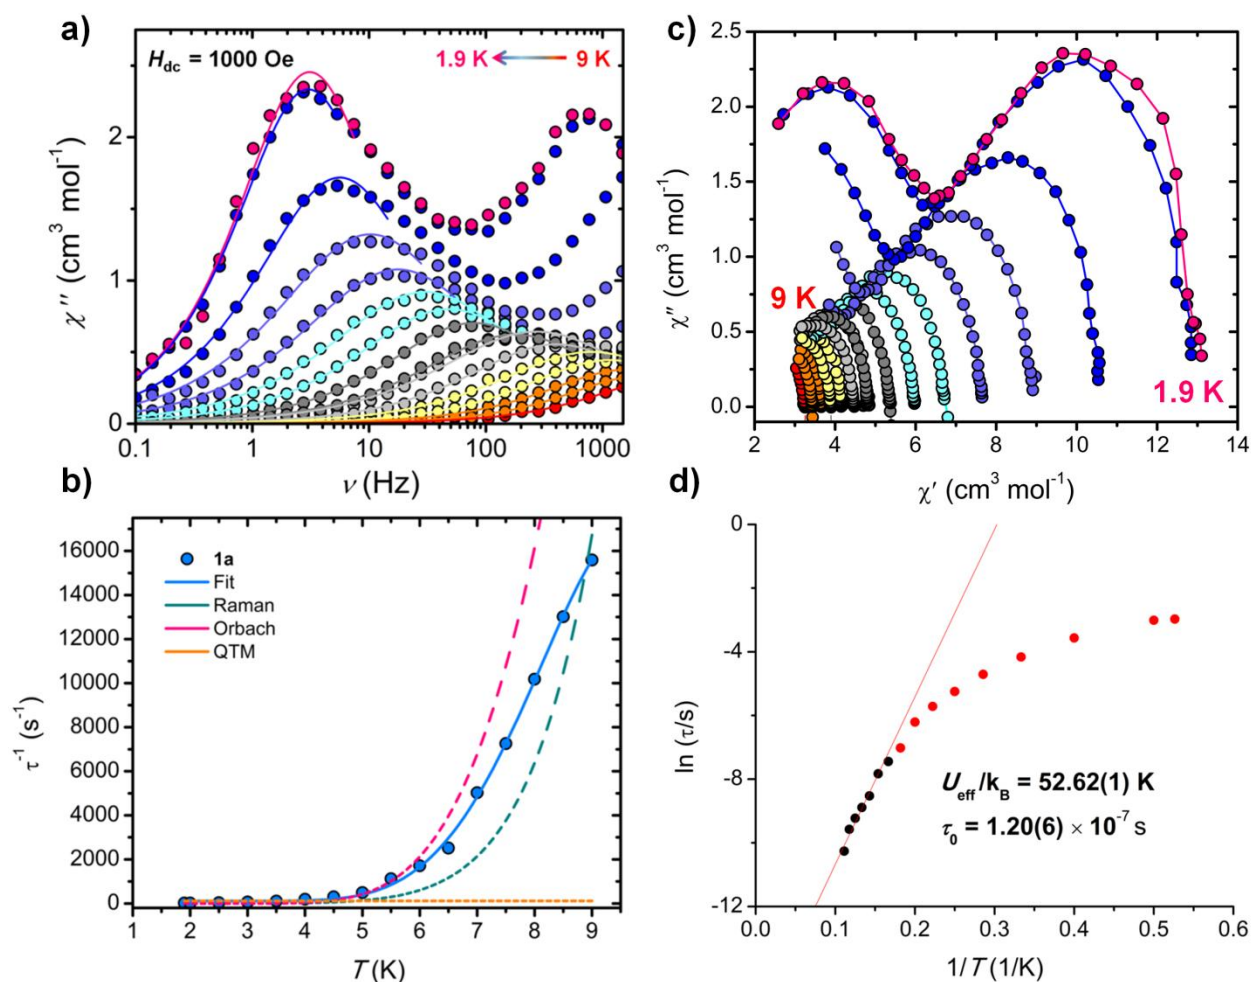 a)
H_dc = 1000 Oe
1.9 K 9 K
χ″ (cm³ mol⁻¹)
2
1
0
0.1 1 10 100 1000
ν (Hz)
c)
χ″ (cm³ mol⁻¹)
2.5
2.0
1.5
1.0
0.5
0.0
9 K
1.9 K
2 4 6 8 10 12 14
χ′ (cm³ mol⁻¹)
b)
τ⁻¹ (s⁻¹)
16000
14000
12000
10000
8000
6000
4000
2000
0
1a
Fit
Raman
Orbach
QTM
1 2 3 4 5 6 7 8 9
T (K)
d)
ln (τ/s)
0
-4
-8
-12
U_eff/k_B = 52.62(1) K
τ₀ = 1.20(6) × 10⁻⁷ s
0.0 0.1 0.2 0.3 0.4 0.5 0.6
1/T (1/K)